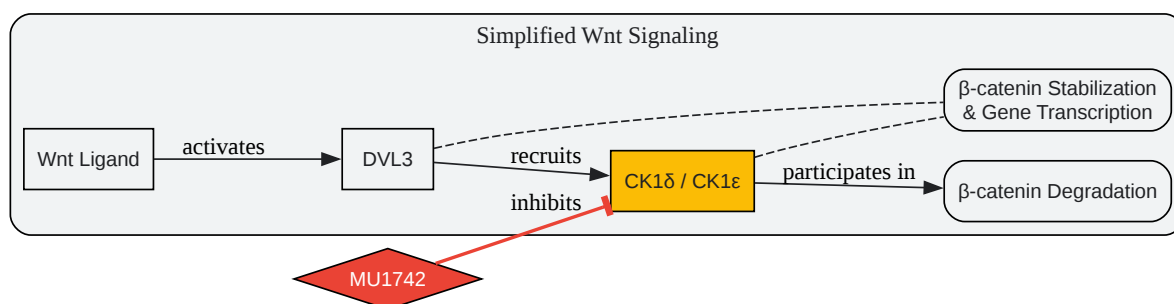 Simplified Wnt Signaling
Wnt Ligand
activates
DVL3
recruits
inhibits
CK1δ / CK1ε
participates in
β-catenin Stabilization
& Gene Transcription
β-catenin Degradation
MU1742